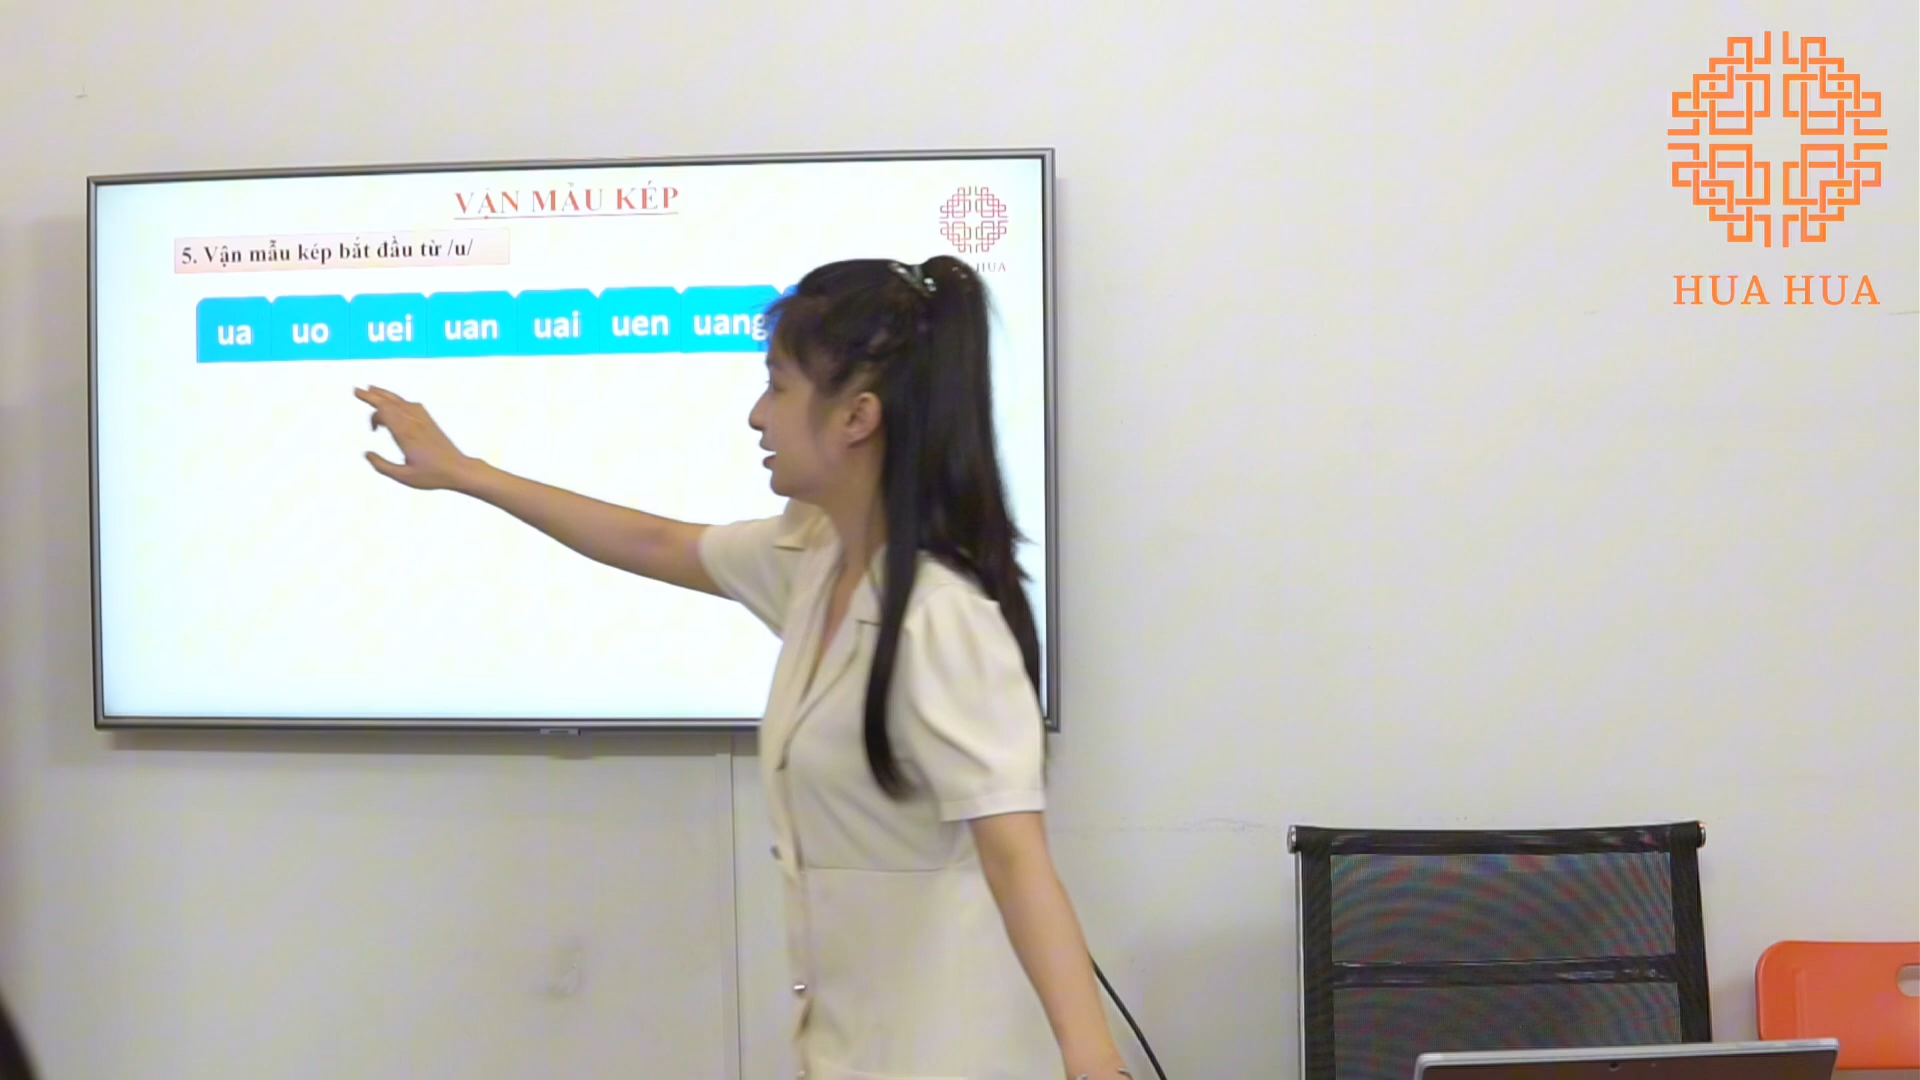 HUA HUA
VẬN MẪU KÉP
HUA
5. Vận mẫu kép bắt đầu từ /u/
ua uo uei uan uai uen uang